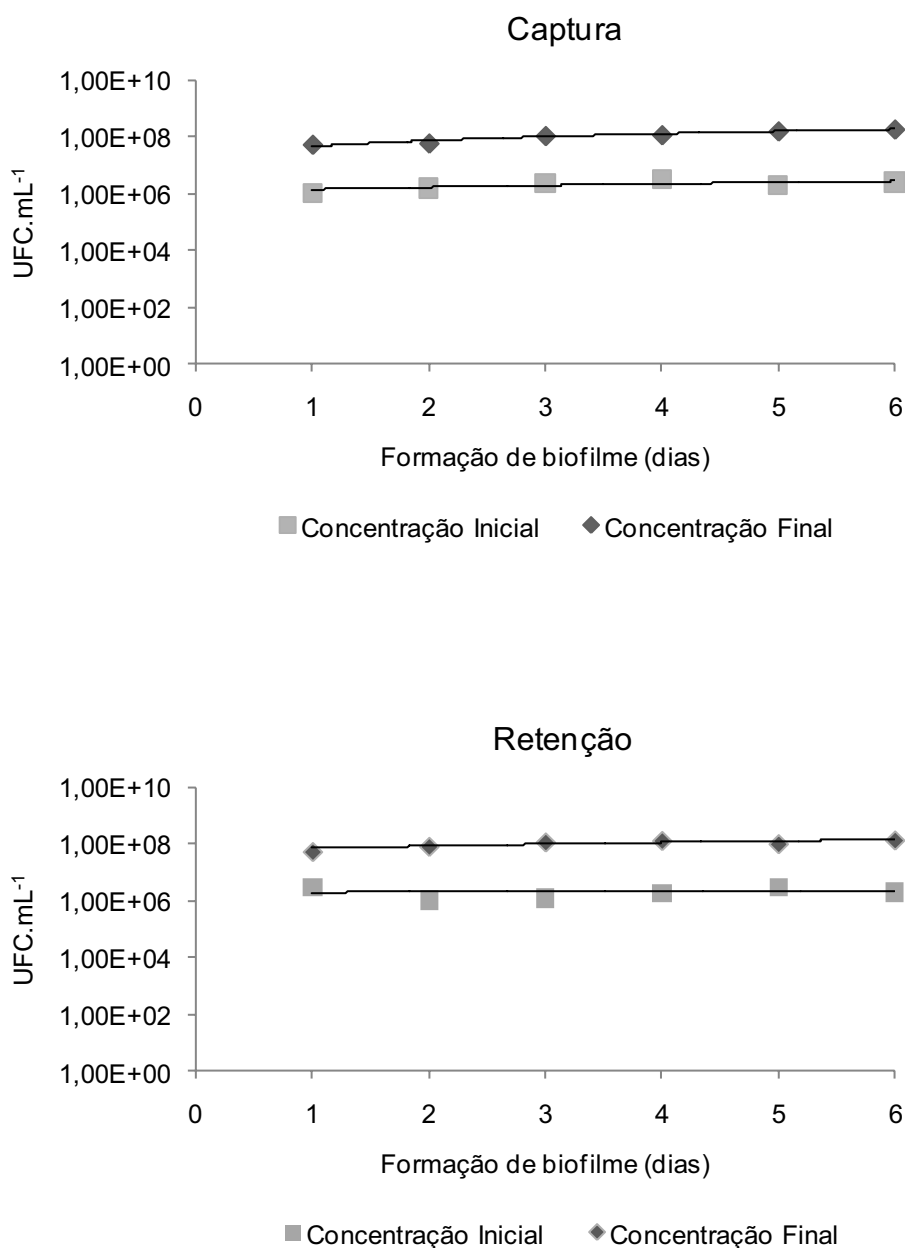 Captura
1,00E+10
1,00E+08
1,00E+06
1,00E+04
1,00E+02
1,00E+00
UFC.mL⁻¹
0 1 2 3 4 5 6
Formação de biofilme (dias)
Concentração Inicial Concentração Final
Retenção
1,00E+10
1,00E+08
1,00E+06
1,00E+04
1,00E+02
1,00E+00
UFC.mL⁻¹
0 1 2 3 4 5 6
Formação de biofilme (dias)
Concentração Inicial Concentração Final